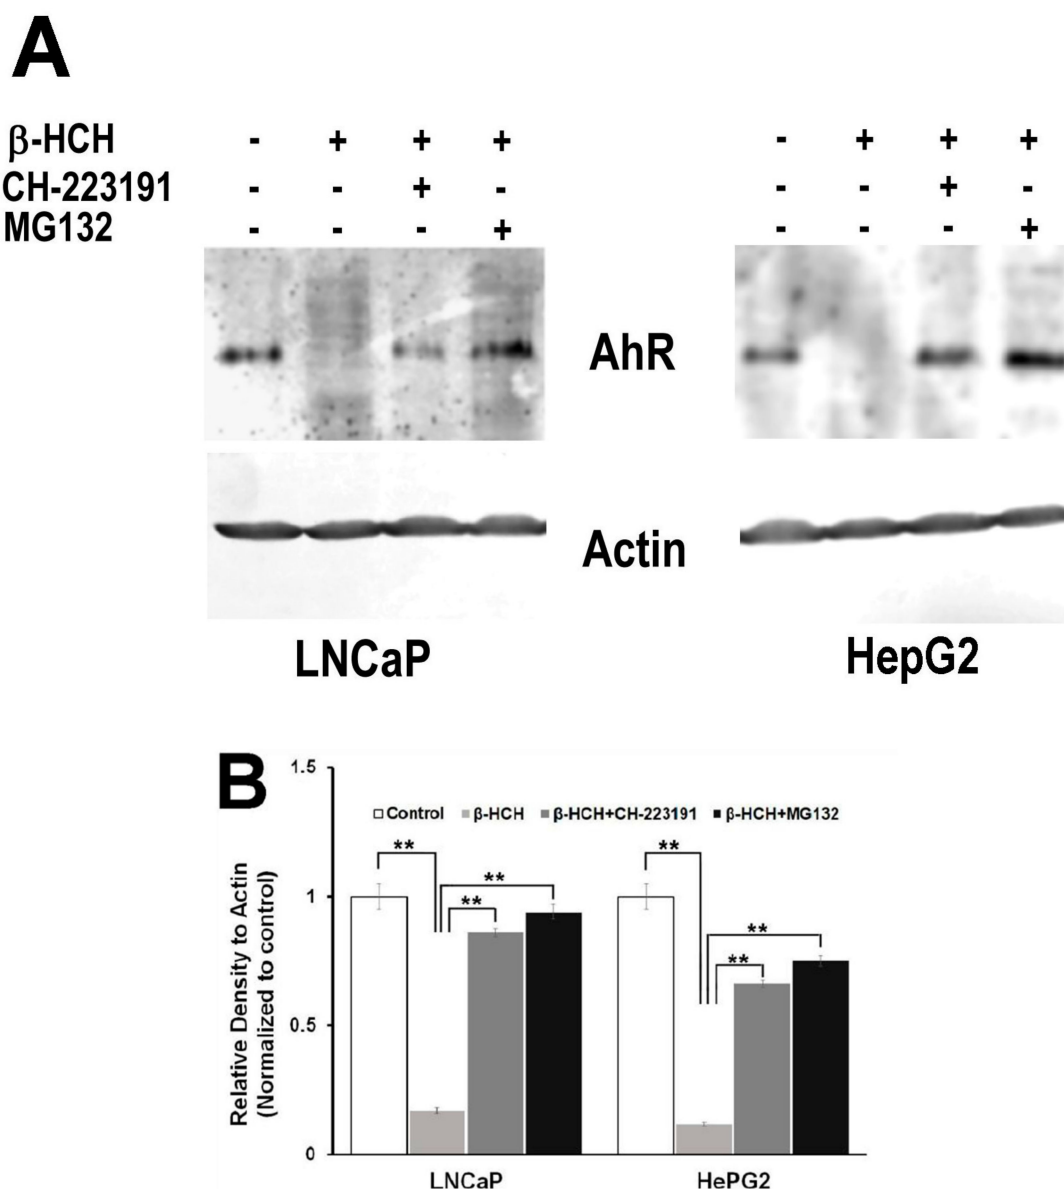 A
β-HCH - + + + - + + +
CH-223191 - - + - - - + -
MG132 - - - + - - - +
AhR
Actin
LNCaP HepG2
B
1.5
Control β-HCH β-HCH+CH-223191 β-HCH+MG132
** **
** **
** **
1
0.5
0
Relative Density to Actin
(Normalized to control)
LNCaP HePG2